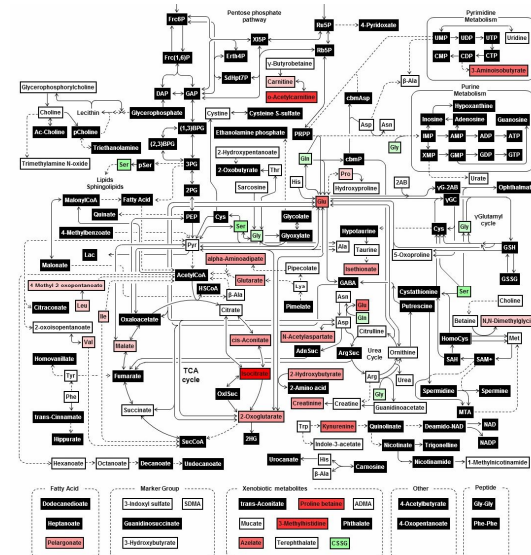 Frc6P
Pentose phosphate
pathway
Ru5P
4-Pyridoxate
Pyrimidine
Metabolism
Xl5P
UMP
UDP
UTP
Uridine
Frc(1,6)P
Erth4P
Rb5P
CMP
CDP
CTP
SdHpt7P
γ-Butyrobetaine
3-Aminoisobutyrate
Glycerophosphorylcholine
DAP
GAP
Carnitine
β-Ala
Purine
Metabolism
Choline
Lecithin
Glycerophosphate
o-Acetylcarnitine
cbmAsp
Hypoxanthine
Ac-Choline
pCholine
Cystine
Cysteine S-sulfate
Inosine
Adenosine
Guanosine
(1,3)BPG
Ethanolamine phosphate
PRPP
Asp
Asn
Triethanolamine
(2,3)BPG
2-Hydroxypentanoate
Gln
Gly
IMP
AMP
ADP
ATP
Trimethylamine N-oxide
Ser
pSer
3PG
2-Oxobutyrate
Thr
cbmP
XMP
GMP
GDP
GTP
Lipids
Sphingolipids
Sarcosine
His
Pro
Urate
Hydroxyproline
2AB
γG-2AB
Ophthalmate
MalonylCoA
Fatty Acid
2PG
Glu
γGC
Quinate
PEP
Cys
Glycolate
γGlutamyl
cycle
4-Methylbenzoate
Ser
Gly
Glyoxylate
Hypotaurine
Cys
Gly
Pyr
Ala
Taurine
GSH
Lac
alpha-Aminoadipate
Isethionate
5-Oxoproline
Malonate
AcetylCoA
Glutarate
Pipecolate
GABA
GSSG
4 Methyl 2 oxopentanoate
HSCoA
Lys
Cystathionine
Ser
β-Ala
Asn
Glu
Putrescine
Citraconate
Leu
Citrate
Pimelate
Gln
Choline
Ile
Oxaloacetate
Asp
Citrulline
Betaine
2-oxoisopentanoate
N-Acetylaspartate
HomoCys
Met
Val
Malate
cis-Aconitate
AdnSuc
ArgSuc
Ornithine
Homovanillate
TCA
cycle
Isocitrate
Urea
Cycle
SAH
SAM+
Tyr
Fumarate
2-Hydroxybutyrate
Arg
Urea
OxlSuc
2-Amino acid
Gly
Spermidine
Spermine
Phe
Creatinine
Creatine
Guanidinoacetate
trans-Cinnamate
Succinate
2-Oxoglutarate
MTA
Trp
Kynurenine
Quinolinate
Deamido-NAD
NAD
Hippurate
SucCoA
2HG
Indole-3-acetate
NADP
Nicotinate
Trigonelline
Hexanoate
Octanoate
Decanoate
Undecanoate
Urocanate
His
β-Ala
Carnosine
Nicotinamide
1-Methylnicotinamide
Fatty Acid
Marker Group
Xenobiotic metabolites
Other
Peptide
Dodecanedioate
3-Indoxyl sulfate
SDMA
trans-Aconitate
Proline betaine
ADMA
4-Acetylbutyrate
Gly-Gly
Heptanoate
Guanidinosuccinate
Mucate
3-Methylhistidine
Phthalate
4-Oxopentanoate
Phe-Phe
Pelargonate
3-Hydroxybutyrate
Azelate
Terephthalate
CSSG